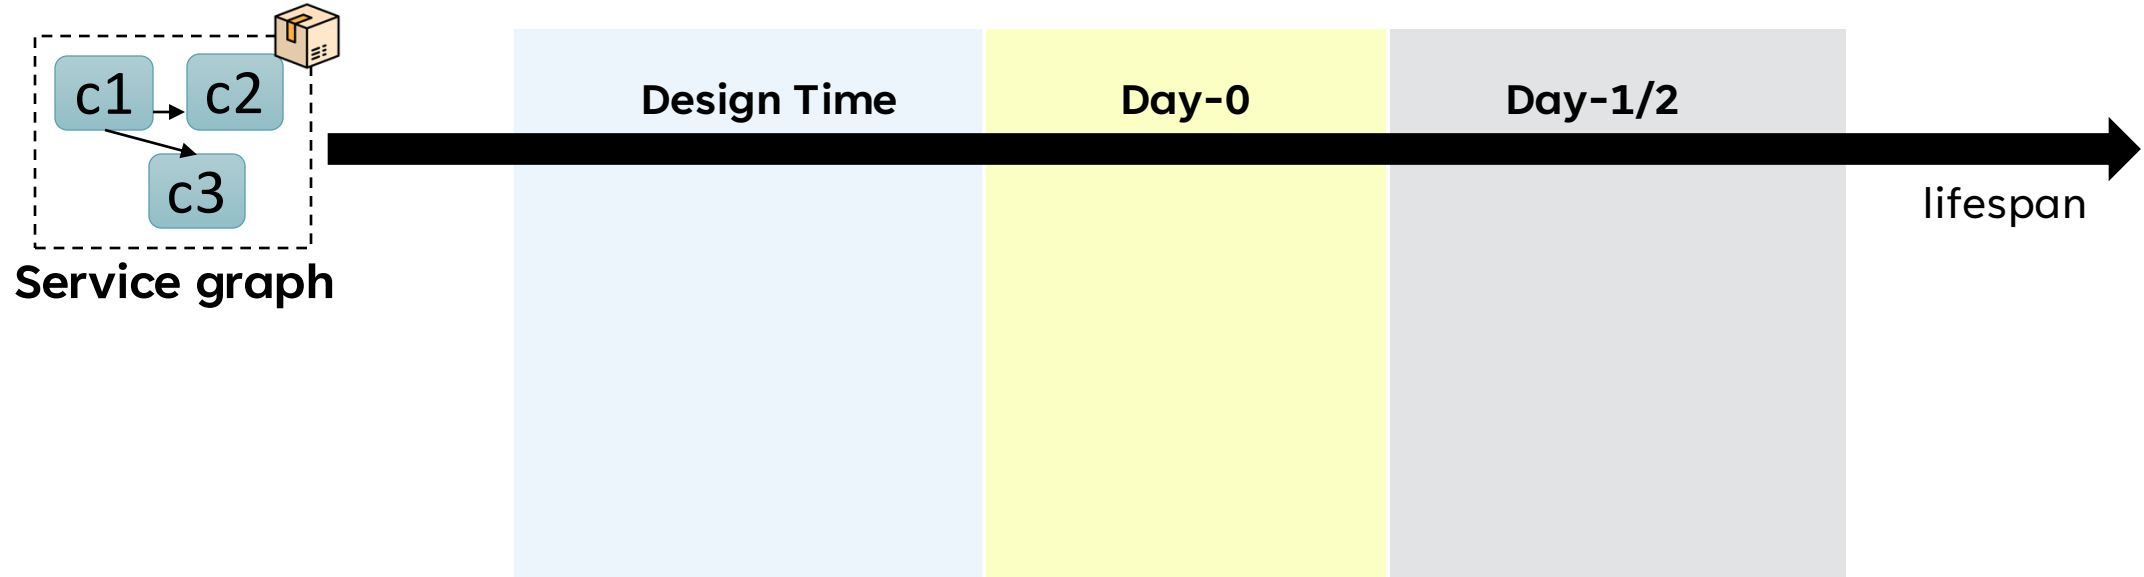 c1
c2
c3
Service graph
Design Time
Day-0
Day-1/2
lifespan